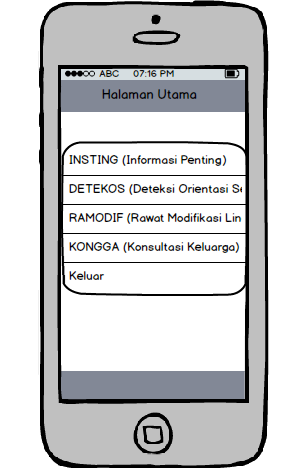 ABC 07:16 PM
Halaman Utama
INSTING (Informasi Penting)
DETEKOS (Deteksi Orientasi Se
RAMODIF (Rawat Modifikasi Lin
KONGGA (Konsultasi Keluarga)
Keluar